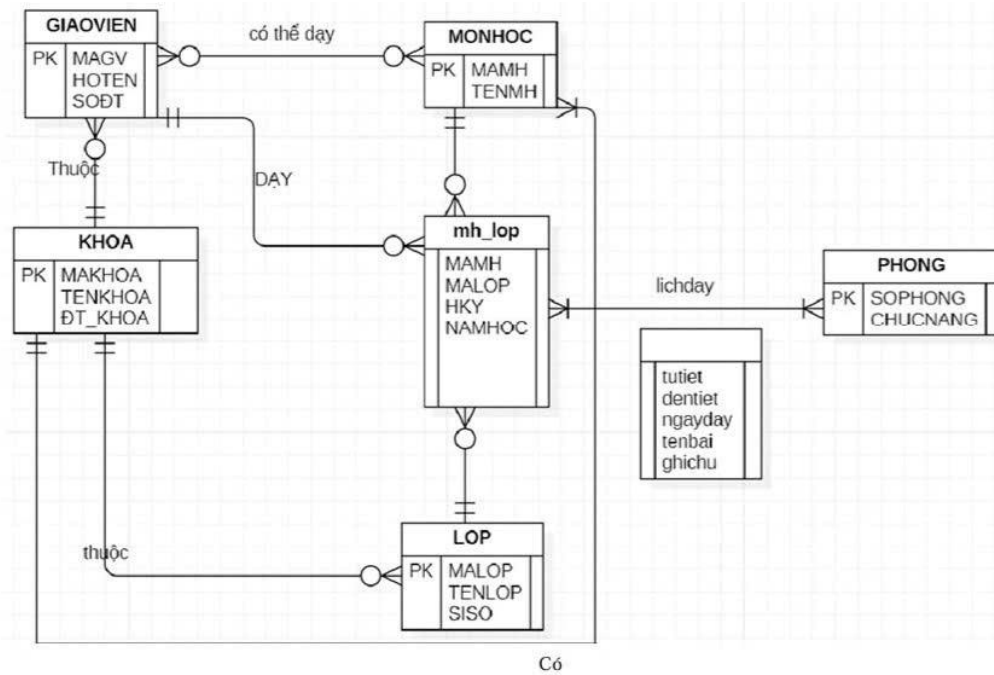 GIAOVIEN
PK MAGV
HOTEN
SOĐT
có thể dạy
MONHOC
PK MAMH
TENMH
Thuộc
DẠY
KHOA
PK MAKHOA
TENKHOA
ĐT_KHOA
mh_lop
MAMH
MALOP
HKY
NAMHOC
lichday
PHONG
PK SOPHONG
CHUCNANG
tutiet
dentiet
ngayday
tenbai
ghichu
thuộc
LOP
PK MALOP
TENLOP
SISO
Có